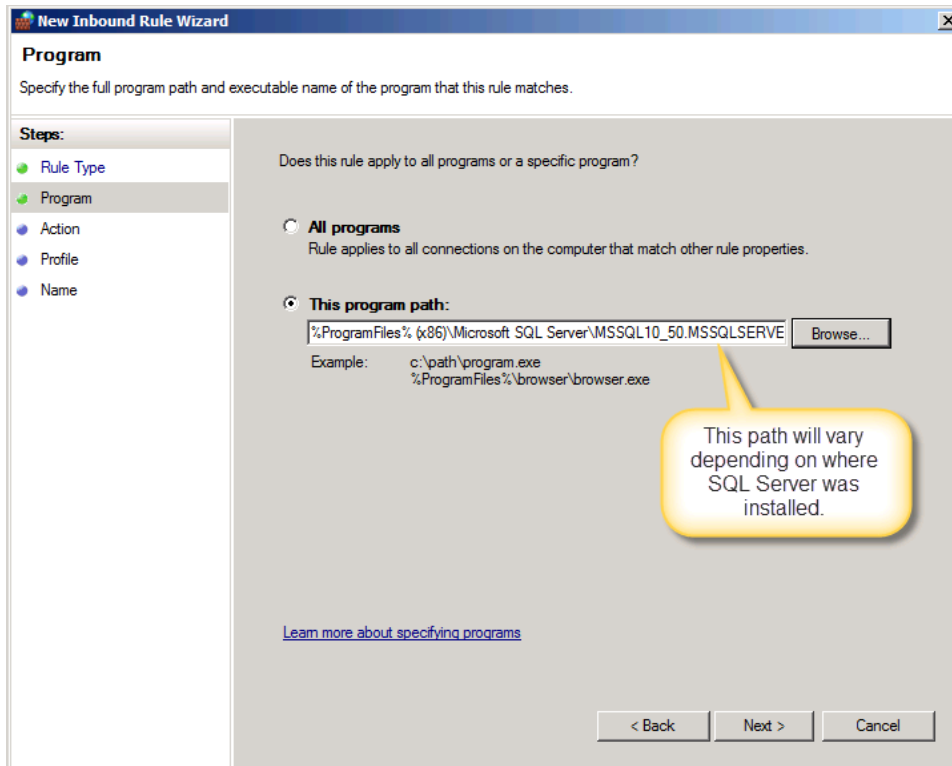 New Inbound Rule Wizard
Program
Specify the full program path and executable name of the program that this rule matches.
Steps:
Rule Type
Program
Action
Profile
Name
Does this rule apply to all programs or a specific program?
All programs
Rule applies to all connections on the computer that match other rule properties.
This program path:
%ProgramFiles% (x86)\Microsoft SQL Server\MSSQL10_50.MSSQLSERVE
Browse...
Example: c:\path\program.exe
%ProgramFiles%\browser\browser.exe
This path will vary
depending on where
SQL Server was
installed.
Learn more about specifying programs
< Back Next > Cancel